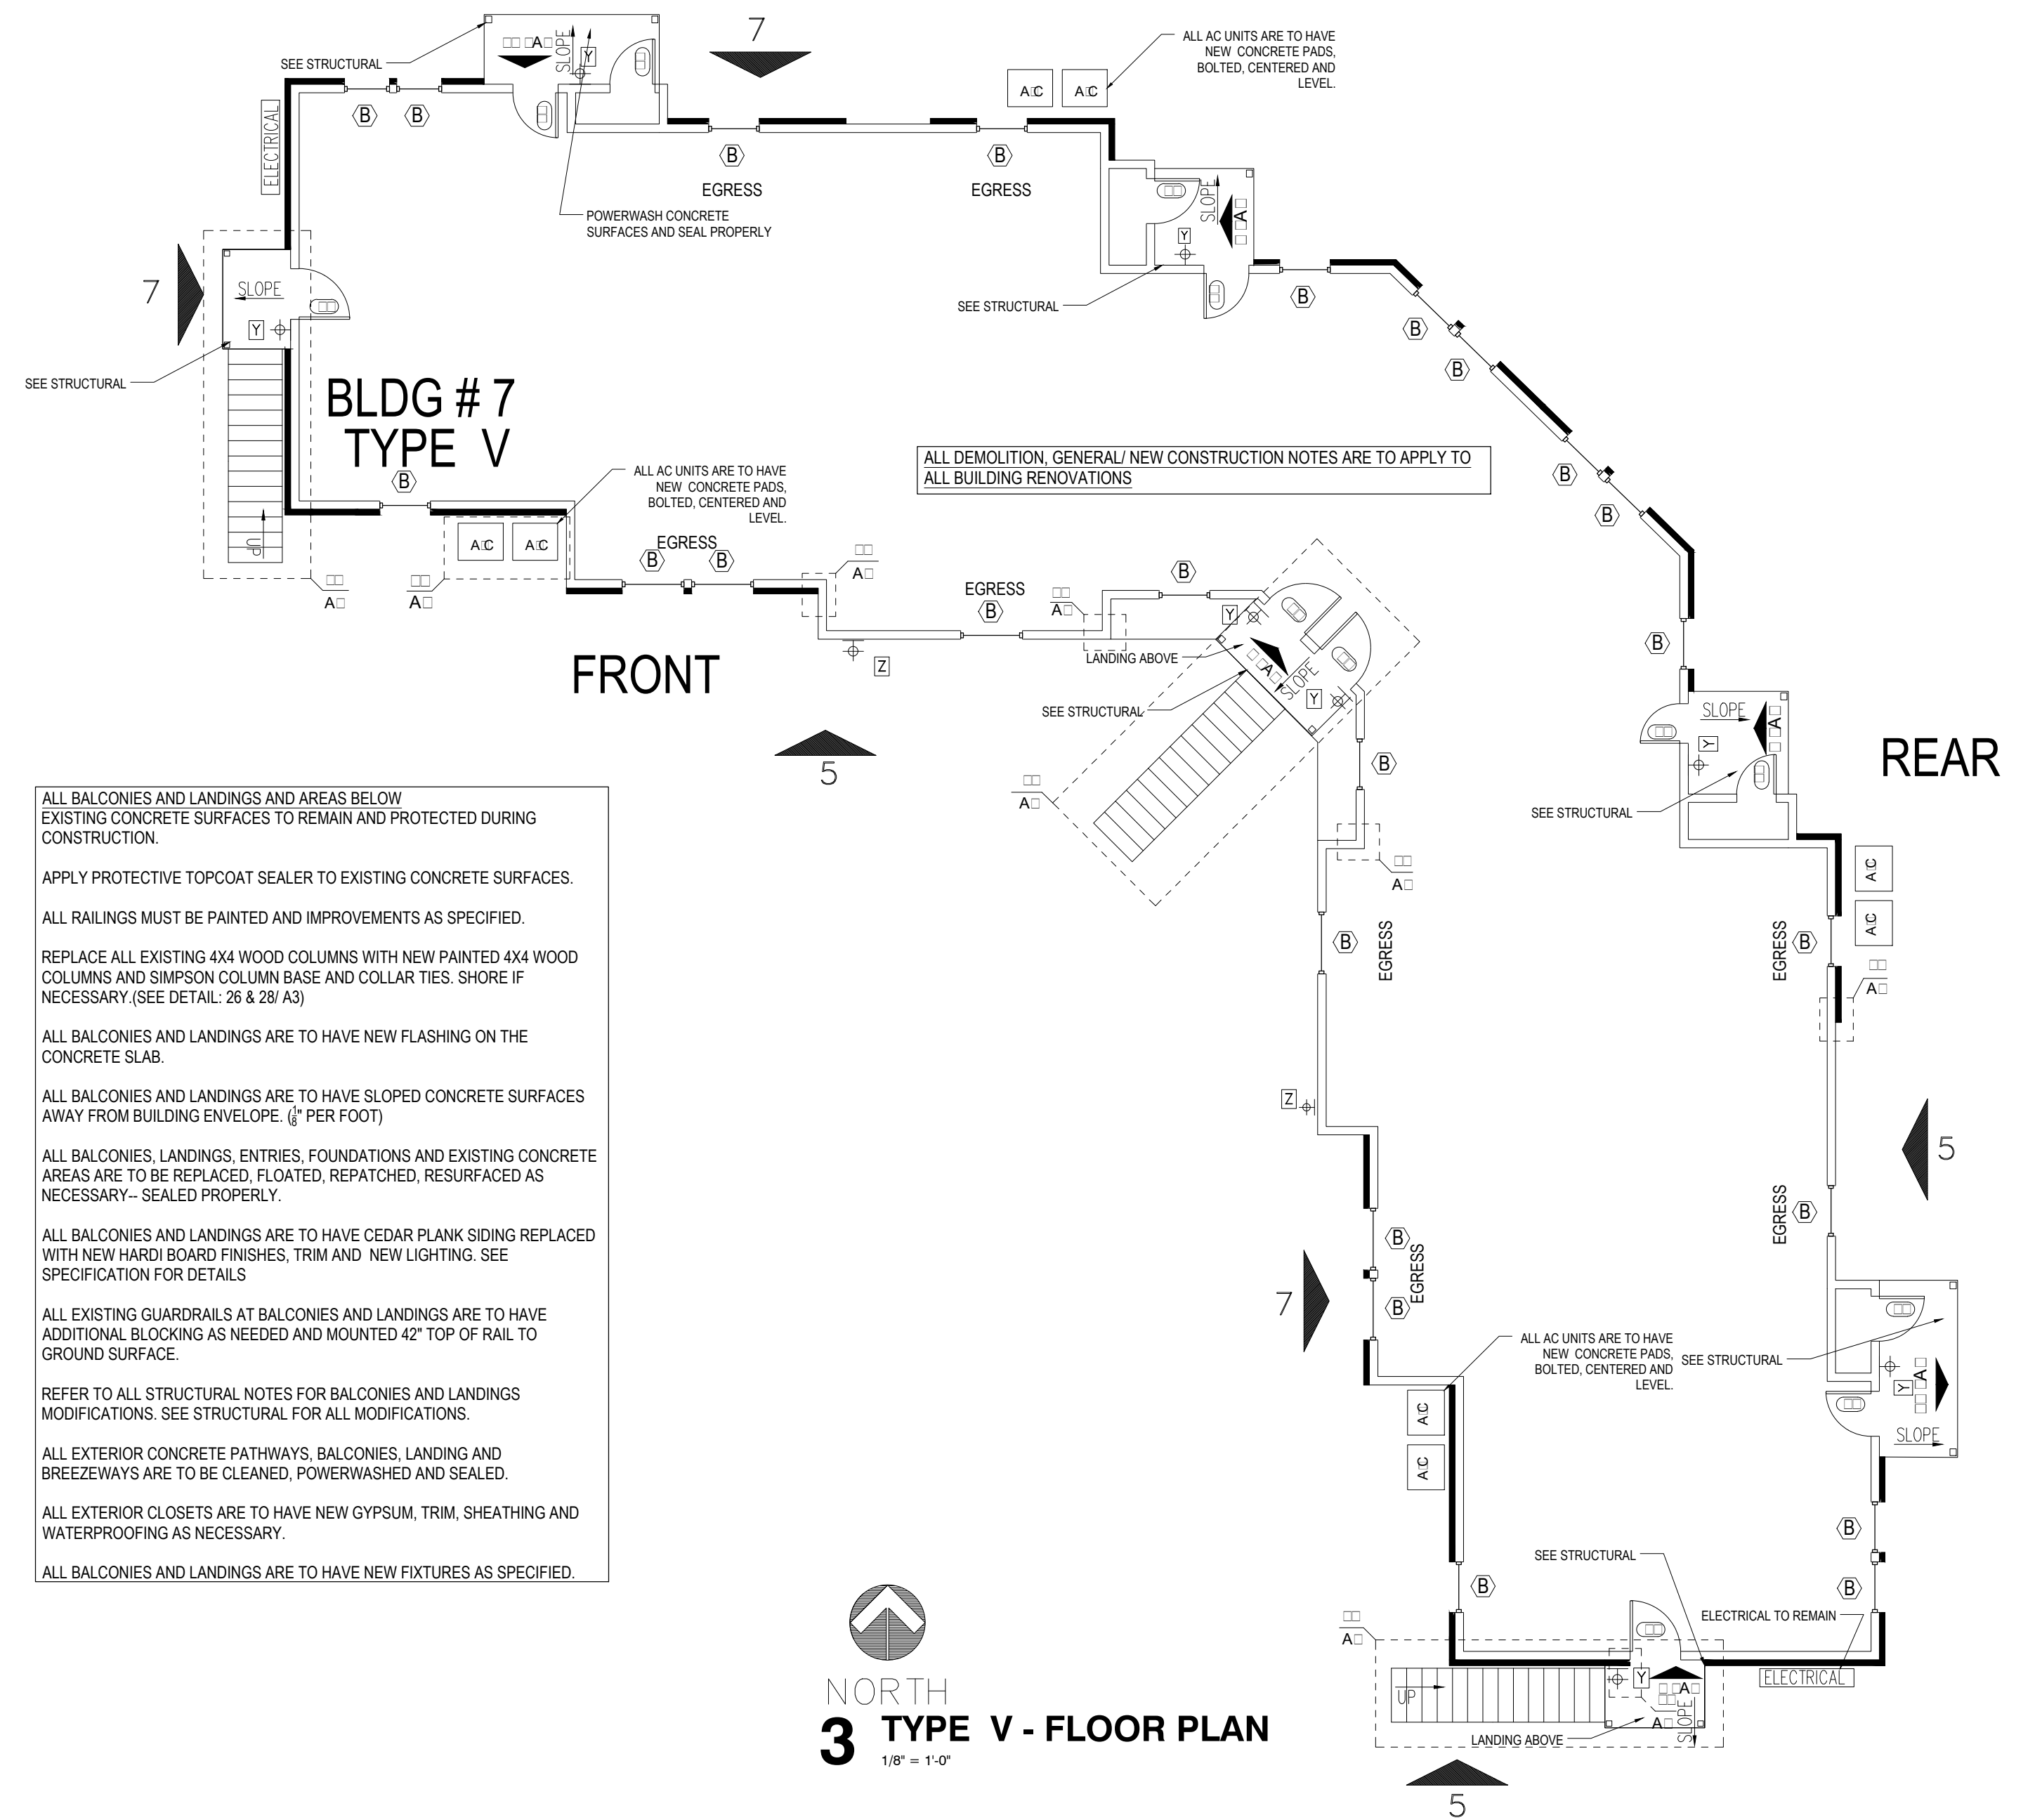 7
ALL AC UNITS ARE TO HAVE
NEW CONCRETE PADS,
BOLTED, CENTERED AND
LEVEL.
SEE STRUCTURAL
SLOPE
Y
A
B
B
ELECTRICAL
B
EGRESS
B
EGRESS
POWERWASH CONCRETE
SURFACES AND SEAL PROPERLY
SLOPE
A
Y
SEE STRUCTURAL
B
B
B
B
B
7
SLOPE
Y
SEE STRUCTURAL
BLDG # 7
TYPE V
UP
B
ALL AC UNITS ARE TO HAVE
NEW CONCRETE PADS,
BOLTED, CENTERED AND
LEVEL.
ALL DEMOLITION, GENERAL/ NEW CONSTRUCTION NOTES ARE TO APPLY TO
ALL BUILDING RENOVATIONS
EGRESS
B
B
A
A
A
EGRESS
B
A
B
Y
LANDING ABOVE
A
SLOPE
Y
SEE STRUCTURAL
A
Z
FRONT
5
B
B
SLOPE
A
Y
SEE STRUCTURAL
REAR
A
B
EGRESS
EGRESS
B
A
Z
5
EGRESS
B
B
B
EGRESS
7
ALL AC UNITS ARE TO HAVE
NEW CONCRETE PADS,
BOLTED, CENTERED AND
LEVEL.
SEE STRUCTURAL
A
Y
SLOPE
B
B
B
SEE STRUCTURAL
ELECTRICAL TO REMAIN
ELECTRICAL
A
UP
Y
A
A
SLOPE
LANDING ABOVE
5
ALL BALCONIES AND LANDINGS AND AREAS BELOW
EXISTING CONCRETE SURFACES TO REMAIN AND PROTECTED DURING
CONSTRUCTION.
APPLY PROTECTIVE TOPCOAT SEALER TO EXISTING CONCRETE SURFACES.
ALL RAILINGS MUST BE PAINTED AND IMPROVEMENTS AS SPECIFIED.
REPLACE ALL EXISTING 4X4 WOOD COLUMNS WITH NEW PAINTED 4X4 WOOD
COLUMNS AND SIMPSON COLUMN BASE AND COLLAR TIES. SHORE IF
NECESSARY.(SEE DETAIL: 26 & 28/ A3)
ALL BALCONIES AND LANDINGS ARE TO HAVE NEW FLASHING ON THE
CONCRETE SLAB.
ALL BALCONIES AND LANDINGS ARE TO HAVE SLOPED CONCRETE SURFACES
AWAY FROM BUILDING ENVELOPE. (1/8" PER FOOT)
ALL BALCONIES, LANDINGS, ENTRIES, FOUNDATIONS AND EXISTING CONCRETE
AREAS ARE TO BE REPLACED, FLOATED, REPATCHED, RESURFACED AS
NECESSARY-- SEALED PROPERLY.
ALL BALCONIES AND LANDINGS ARE TO HAVE CEDAR PLANK SIDING REPLACED
WITH NEW HARDI BOARD FINISHES, TRIM AND NEW LIGHTING. SEE
SPECIFICATION FOR DETAILS
ALL EXISTING GUARDRAILS AT BALCONIES AND LANDINGS ARE TO HAVE
ADDITIONAL BLOCKING AS NEEDED AND MOUNTED 42" TOP OF RAIL TO
GROUND SURFACE.
REFER TO ALL STRUCTURAL NOTES FOR BALCONIES AND LANDINGS
MODIFICATIONS. SEE STRUCTURAL FOR ALL MODIFICATIONS.
ALL EXTERIOR CONCRETE PATHWAYS, BALCONIES, LANDING AND
BREEZEWAYS ARE TO BE CLEANED, POWERWASHED AND SEALED.
ALL EXTERIOR CLOSETS ARE TO HAVE NEW GYPSUM, TRIM, SHEATHING AND
WATERPROOFING AS NECESSARY.
ALL BALCONIES AND LANDINGS ARE TO HAVE NEW FIXTURES AS SPECIFIED.
NORTH
3 TYPE V - FLOOR PLAN
1/8" = 1'-0"